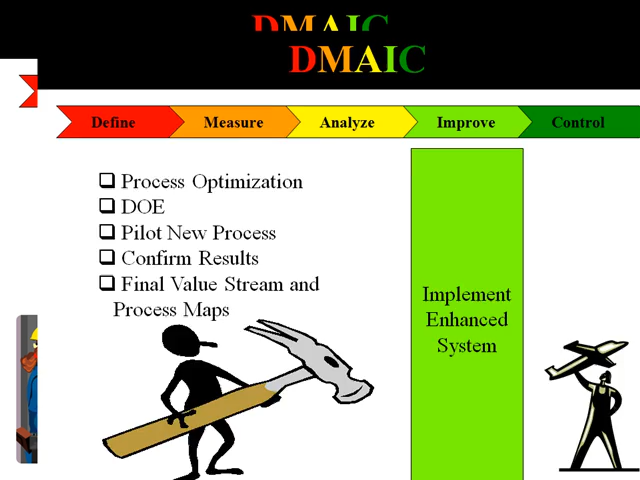 DMAIC
DMAIC
Define Measure Analyze Improve Control
Process Optimization
DOE
Pilot New Process
Confirm Results
Final Value Stream and
Process Maps
Implement
Enhanced
System